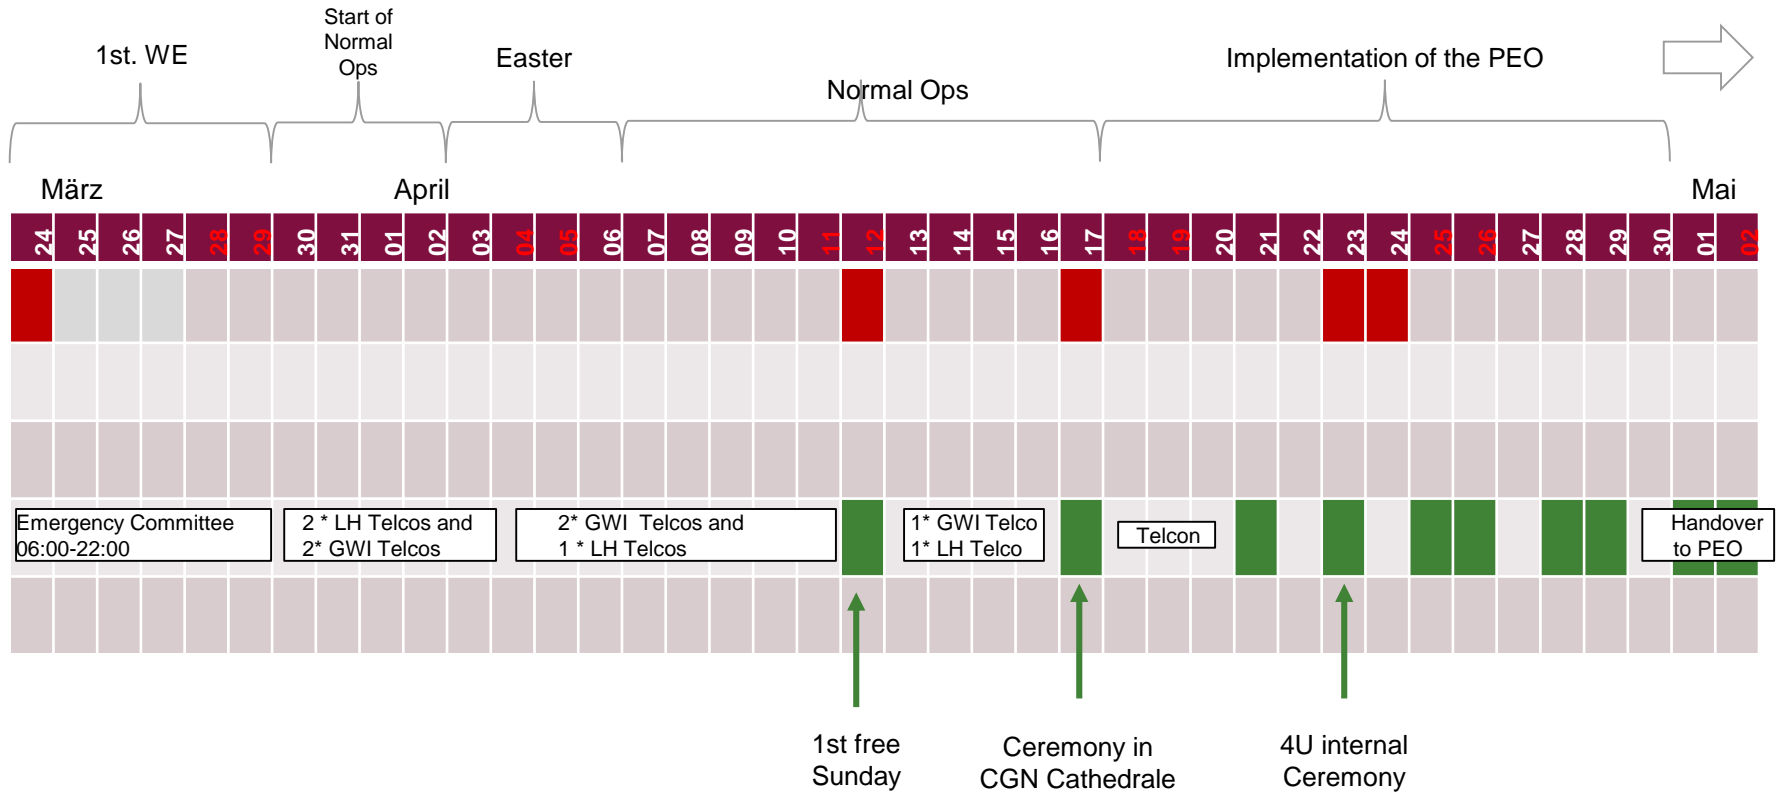 1st. WE
Start of
Normal
Ops
Easter
Normal Ops
Implementation of the PEO
März
April
Mai
24 25 26 27 28 29 30 31 01 02 03 04 05 06 07 08 09 10 11 12 13 14 15 16 17 18 19 20 21 22 23 24 25 26 27 28 29 30 01 02
Emergency Committee
06:00-22:00
2 * LH Telcos and
2* GWI Telcos
2* GWI Telcos and
1 * LH Telcos
1* GWI Telco
1* LH Telco
Telcon
Handover
to PEO
1st free
Sunday
Ceremony in
CGN Cathedrale
4U internal
Ceremony